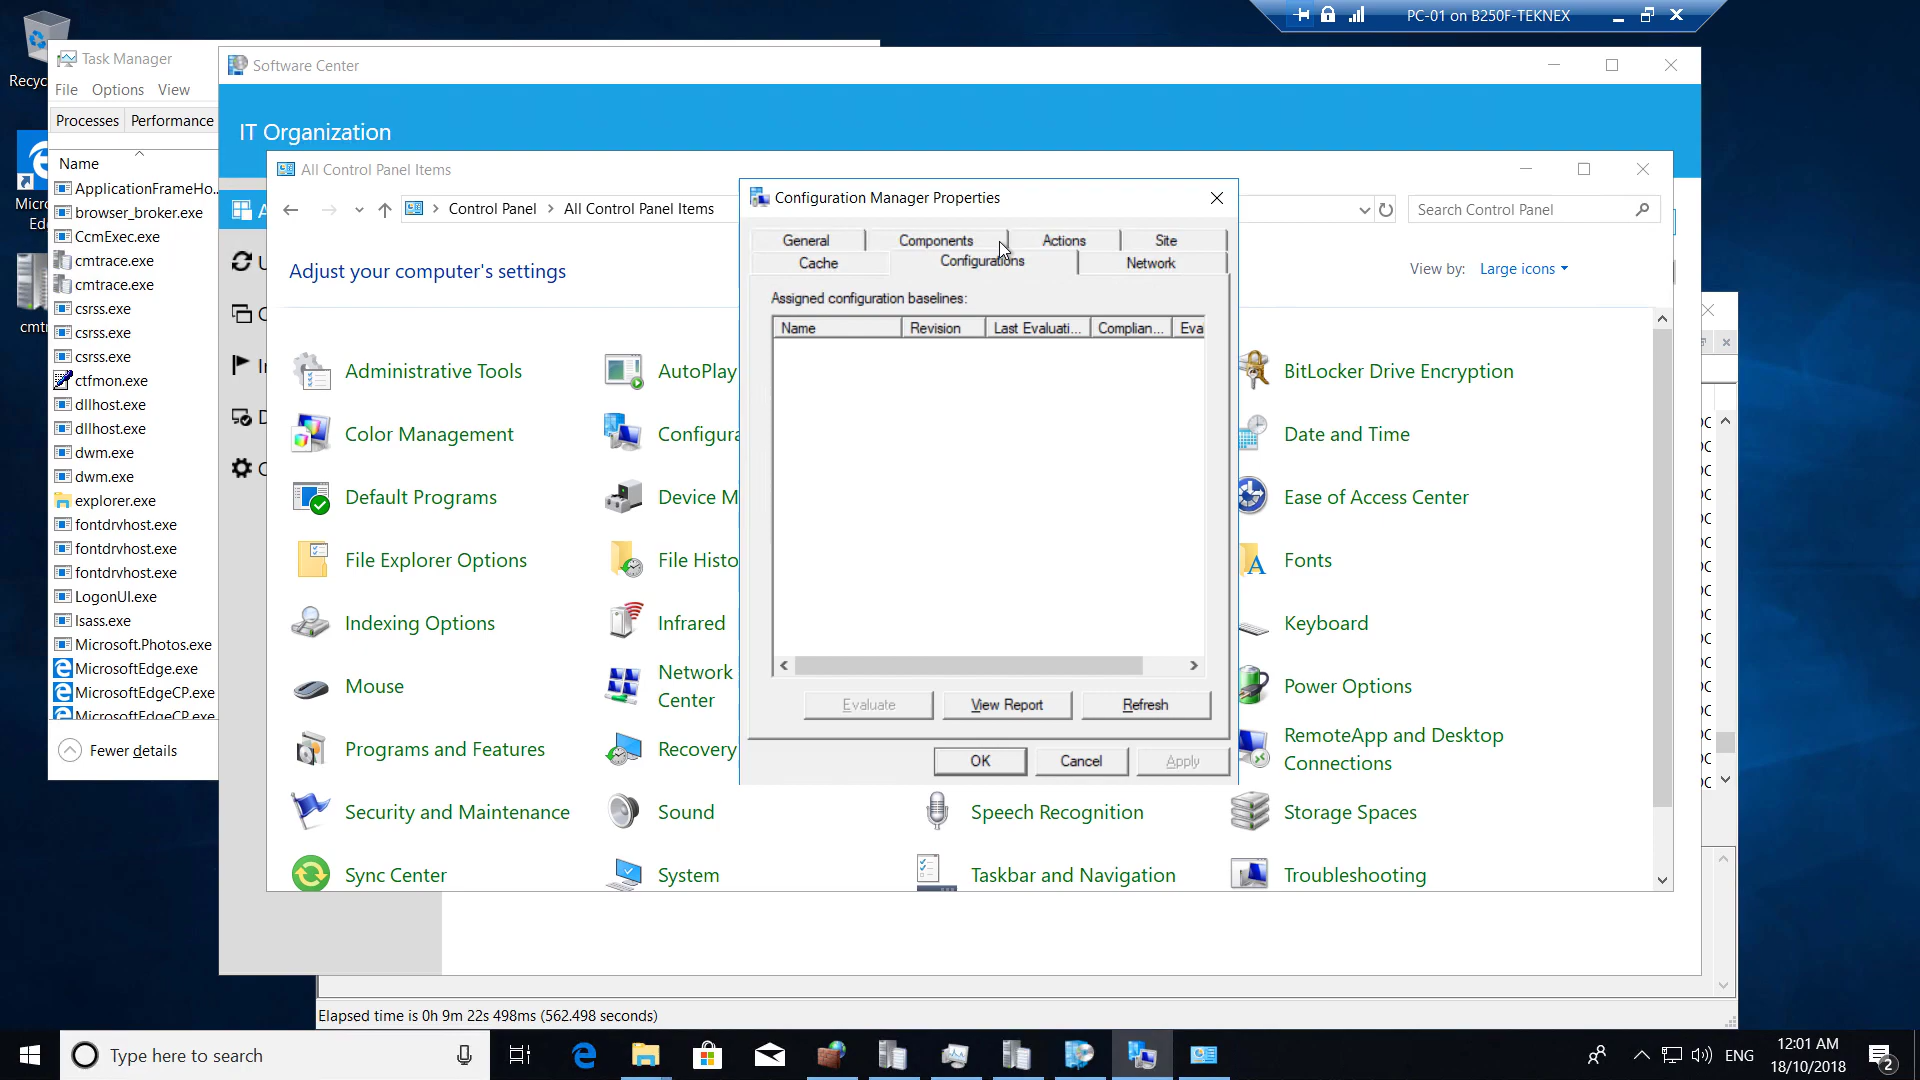 PC-01 on B250F-TEKNEX
Task Manager
File Options View
Processes Performance
Name
ApplicationFrameHo...
browser_broker.exe
CcmExec.exe
cmtrace.exe
cmtrace.exe
csrss.exe
csrss.exe
csrss.exe
ctfmon.exe
dllhost.exe
dllhost.exe
dwm.exe
dwm.exe
explorer.exe
fontdrvhost.exe
fontdrvhost.exe
fontdrvhost.exe
LogonUI.exe
lsass.exe
Microsoft.Photos.exe
MicrosoftEdge.exe
MicrosoftEdgeCP.exe
MicrosoftEdgeCP.exe
Fewer details
Software Center
IT Organization
All Control Panel Items
Control Panel > All Control Panel Items
Search Control Panel
Adjust your computer's settings
View by: Large icons
Administrative Tools
AutoPlay
BitLocker Drive Encryption
Color Management
Configura
Date and Time
Default Programs
Device M
Ease of Access Center
File Explorer Options
File Histo
Fonts
Indexing Options
Infrared
Keyboard
Mouse
Network
Center
Power Options
Programs and Features
Recovery
RemoteApp and Desktop
Connections
Security and Maintenance
Sound
Speech Recognition
Storage Spaces
Sync Center
System
Taskbar and Navigation
Troubleshooting
Configuration Manager Properties
General Components Actions Site
Cache Configurations Network
Assigned configuration baselines:
Name Revision Last Evaluati... Complian... Eva
Evaluate View Report Refresh
OK Cancel Apply
Elapsed time is 0h 9m 22s 498ms (562.498 seconds)
Type here to search
ENG
12:01 AM
18/10/2018
2